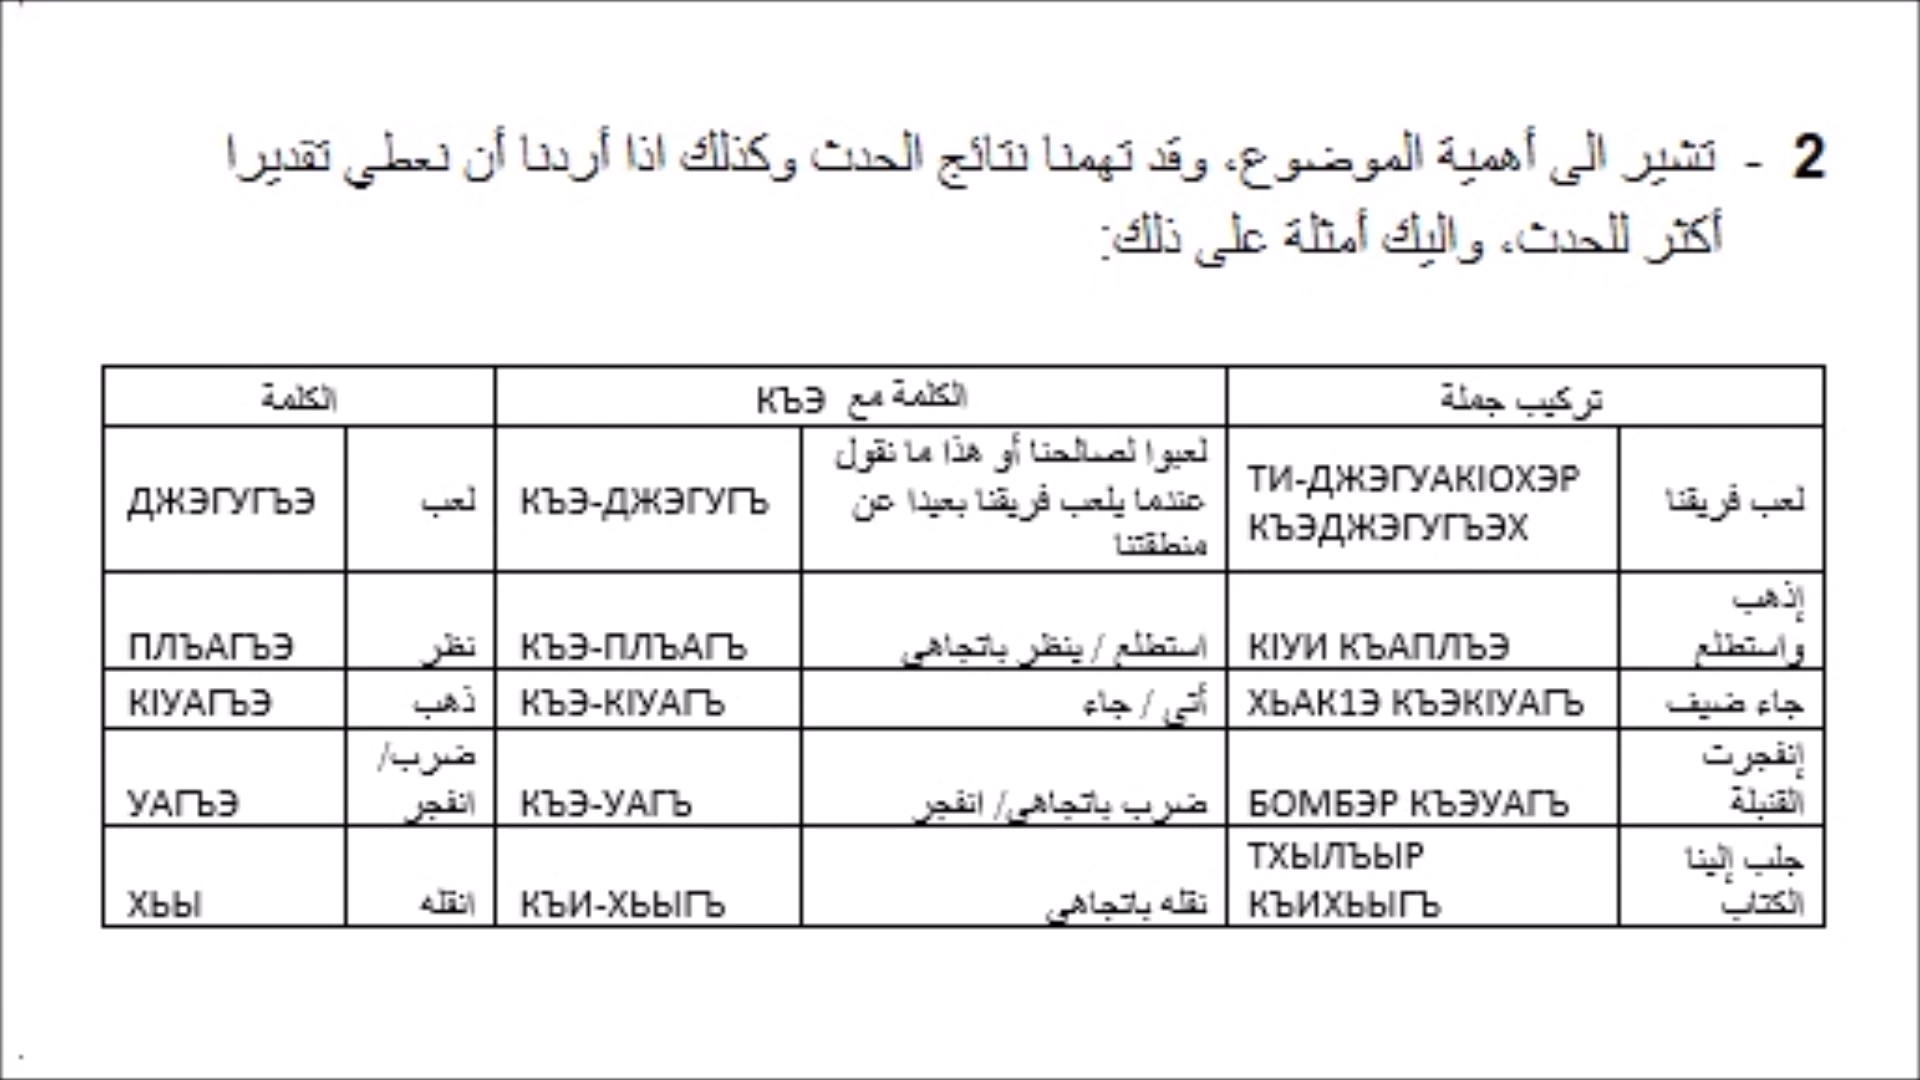 2 - تشير الى أهمية الموضوع، وقد تهمنا نتائج الحدث وكذلك اذا أردنا أن نعطي تقديرا
أكثر للحدث، واليك أمثلة على ذلك:
الكلمة | الكلمة مع КЪЭ | تركيب جملة
ДЖЭГУГЪЭ | لعب | КЪЭ-ДЖЭГУГЪ | لعبوا لصالحنا أو هذا ما نقول
عندما يلعب فريقنا بعيدا عن
منطقتنا | ТИ-ДЖЭГУАКIОХЭР
КЪЭДЖЭГУГЪЭХ | لعب فريقنا
ПЛЪАГЪЭ | نظر | КЪЭ-ПЛЪАГЪ | استطلع / ينظر باتجاهي | КIУИ КЪАПЛЪЭ | إذهب
واستطلع
КIУАГЪЭ | ذهب | КЪЭ-КIУАГЪ | أتى / جاء | ХЬАК1Э КЪЭКIУАГЪ | جاء ضيف
УАГЪЭ | ضرب/
انفجر | КЪЭ-УАГЪ | ضرب باتجاهي/ انفجر | БОМБЭР КЪЭУАГЪ | إنفجرت
القنبلة
ХЬЫ | انقله | КЪИ-ХЬЫГЪ | نقله باتجاهي | ТХЫЛЪЫР
КЪИХЬЫГЪ | جلب إلينا
الكتاب